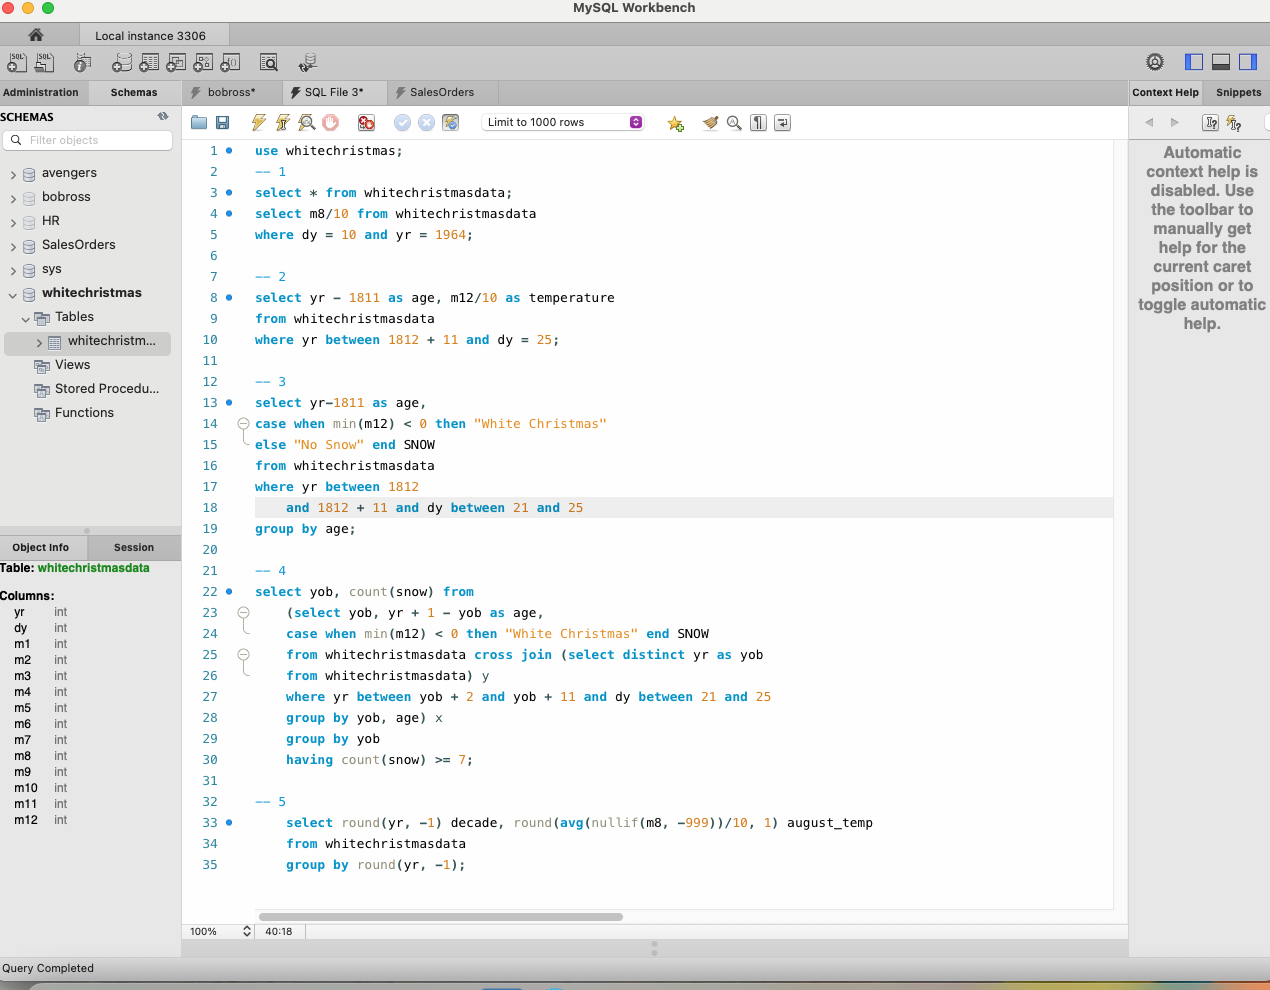 MySQL Workbench
Local instance 3306
Administration
Schemas
bobross*
SQL File 3*
SalesOrders
Context Help
Snippets
SCHEMAS
Filter objects
Limit to 1000 rows
avengers
bobross
HR
SalesOrders
sys
whitechristmas
Tables
whitechristm...
Views
Stored Procedu...
Functions
1 use whitechristmas;
2 -- 1
3 select * from whitechristmasdata;
4 select m8/10 from whitechristmasdata
5 where dy = 10 and yr = 1964;
6
7 -- 2
8 select yr - 1811 as age, m12/10 as temperature
9 from whitechristmasdata
10 where yr between 1812 + 11 and dy = 25;
11
12 -- 3
13 select yr-1811 as age,
14 case when min(m12) < 0 then "White Christmas"
15 else "No Snow" end SNOW
16 from whitechristmasdata
17 where yr between 1812
18 and 1812 + 11 and dy between 21 and 25
19 group by age;
20
21 -- 4
22 select yob, count(snow) from
23 (select yob, yr + 1 - yob as age,
24 case when min(m12) < 0 then "White Christmas" end SNOW
25 from whitechristmasdata cross join (select distinct yr as yob
26 from whitechristmasdata) y
27 where yr between yob + 2 and yob + 11 and dy between 21 and 25
28 group by yob, age) x
29 group by yob
30 having count(snow) >= 7;
31
32 -- 5
33 select round(yr, -1) decade, round(avg(nullif(m8, -999))/10, 1) august_temp
34 from whitechristmasdata
35 group by round(yr, -1);
Automatic
context help is
disabled. Use
the toolbar to
manually get
help for the
current caret
position or to
toggle automatic
help.
Object Info
Session
Table: whitechristmasdata
Columns:
yr int
dy int
m1 int
m2 int
m3 int
m4 int
m5 int
m6 int
m7 int
m8 int
m9 int
m10 int
m11 int
m12 int
100%
40:18
Query Completed